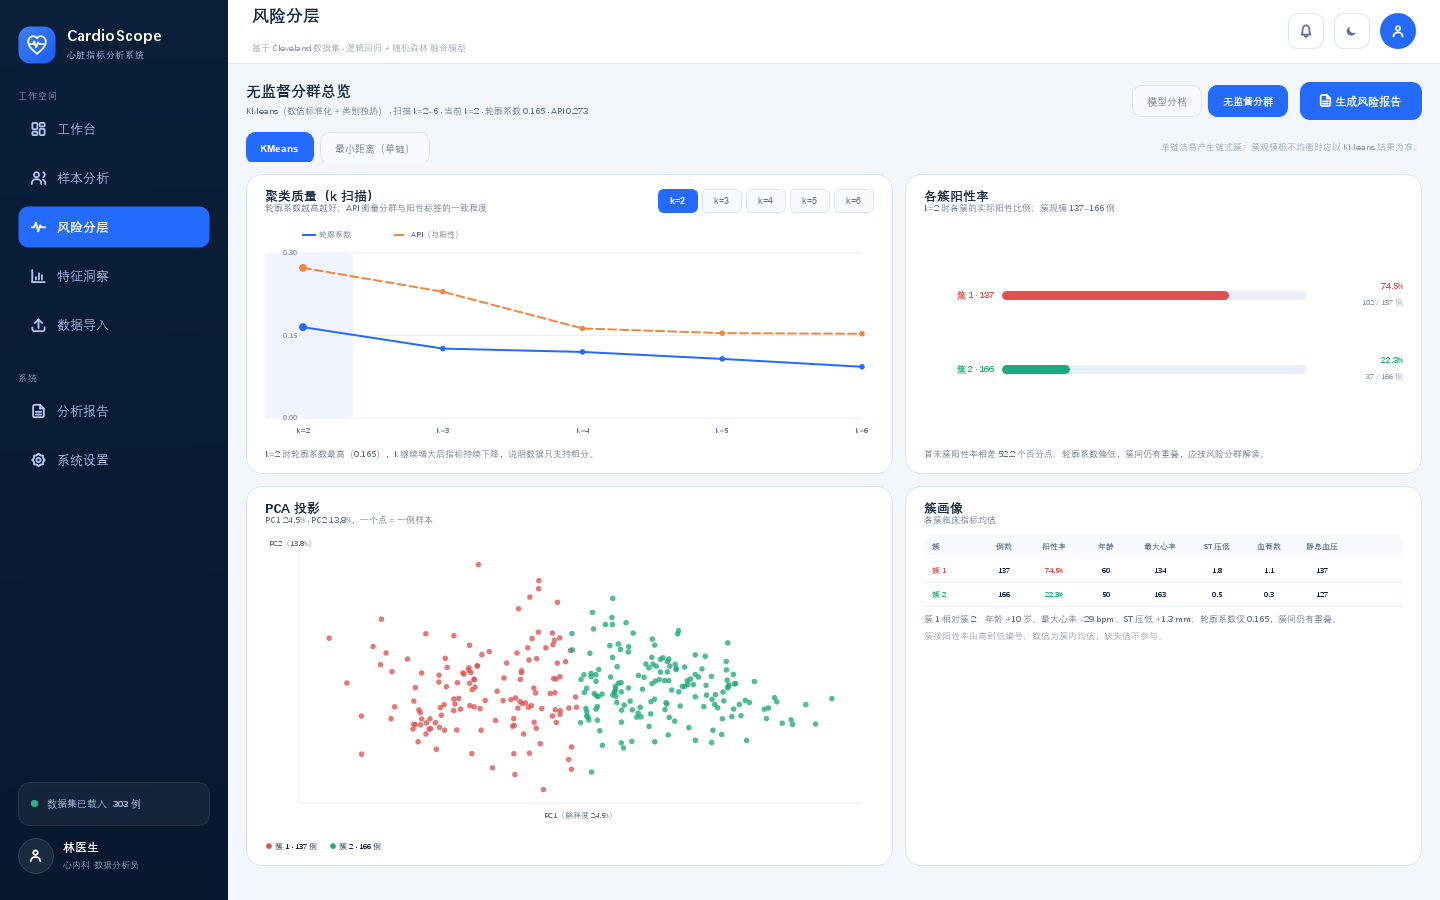 CardioScope
心脏指标分析系统
工作空间
工作台
样本分析
风险分层
特征洞察
数据导入
系统
分析报告
系统设置
数据集已载入 303 例
林医生
心内科 数据分析员
风险分层
基于 Cleveland 数据集 · 逻辑回归 + 随机森林 融合模型
无监督分群总览
KMeans（数值标准化 + 类别独热） · 扫描 k=2–6 · 当前 k=2 · 轮廓系数 0.165 · ARI 0.273
模型分档
无监督分群
生成风险报告
KMeans
最小距离（单链）
单链法易产生链式簇；簇规模极不均衡时应以 KMeans 结果为准。
聚类质量（k 扫描）
轮廓系数越高越好；ARI 衡量分群与阳性标签的一致程度
k=2
k=3
k=4
k=5
k=6
轮廓系数
ARI（与阳性）
0.30
0.15
0.00
k=2
k=3
k=4
k=5
k=6
k=2 时轮廓系数最高（0.165），k 继续增大后指标持续下降，说明数据只支持粗分。
各簇阳性率
k=2 时各簇的实际阳性比例；簇规模 137–166 例
簇 1 · 137
74.5%
102 / 137 例
簇 2 · 166
22.3%
37 / 166 例
首末簇阳性率相差 52.2 个百分点；轮廓系数偏低，簇间仍有重叠，应按风险分群解读。
PCA 投影
PC1 24.5% · PC2 13.8%，一个点 = 一例样本
PC2（13.8%）
PC1（解释度 24.5%）
簇 1 · 137 例
簇 2 · 166 例
簇画像
各簇临床指标均值
簇 例数 阳性率 年龄 最大心率 ST 压低 血管数 静息血压
簇 1 137 74.5% 60 134 1.8 1.1 137
簇 2 166 22.3% 50 163 0.5 0.3 127
簇 1 相对簇 2：年龄 +10 岁、最大心率 -29 bpm、ST 压低 +1.3 mm；轮廓系数仅 0.165，簇间仍有重叠。
簇按阳性率由高到低编号；数值为簇内均值，缺失值不参与。